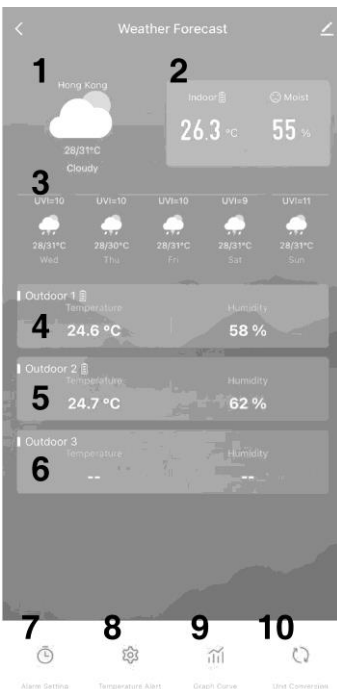 Weather Forecast
1
2
Hong Kong
Indoor
Moist
26.3 °C
55 %
28/31°C
Cloudy
3
UVI=10 UVI=10 UVI=10 UVI=9 UVI=11
28/31°C 28/30°C 28/31°C 28/31°C 28/31°C
Wed Thu Fri Sat Sun
Outdoor 1
Temperature Humidity
4 24.6 °C 58 %
Outdoor 2
Temperature Humidity
5 24.7 °C 62 %
Outdoor 3
Temperature Humidity
6 -- --
7 8 9 10
Alarm Setting Temperature Alert Graph Curve Unit Conversion